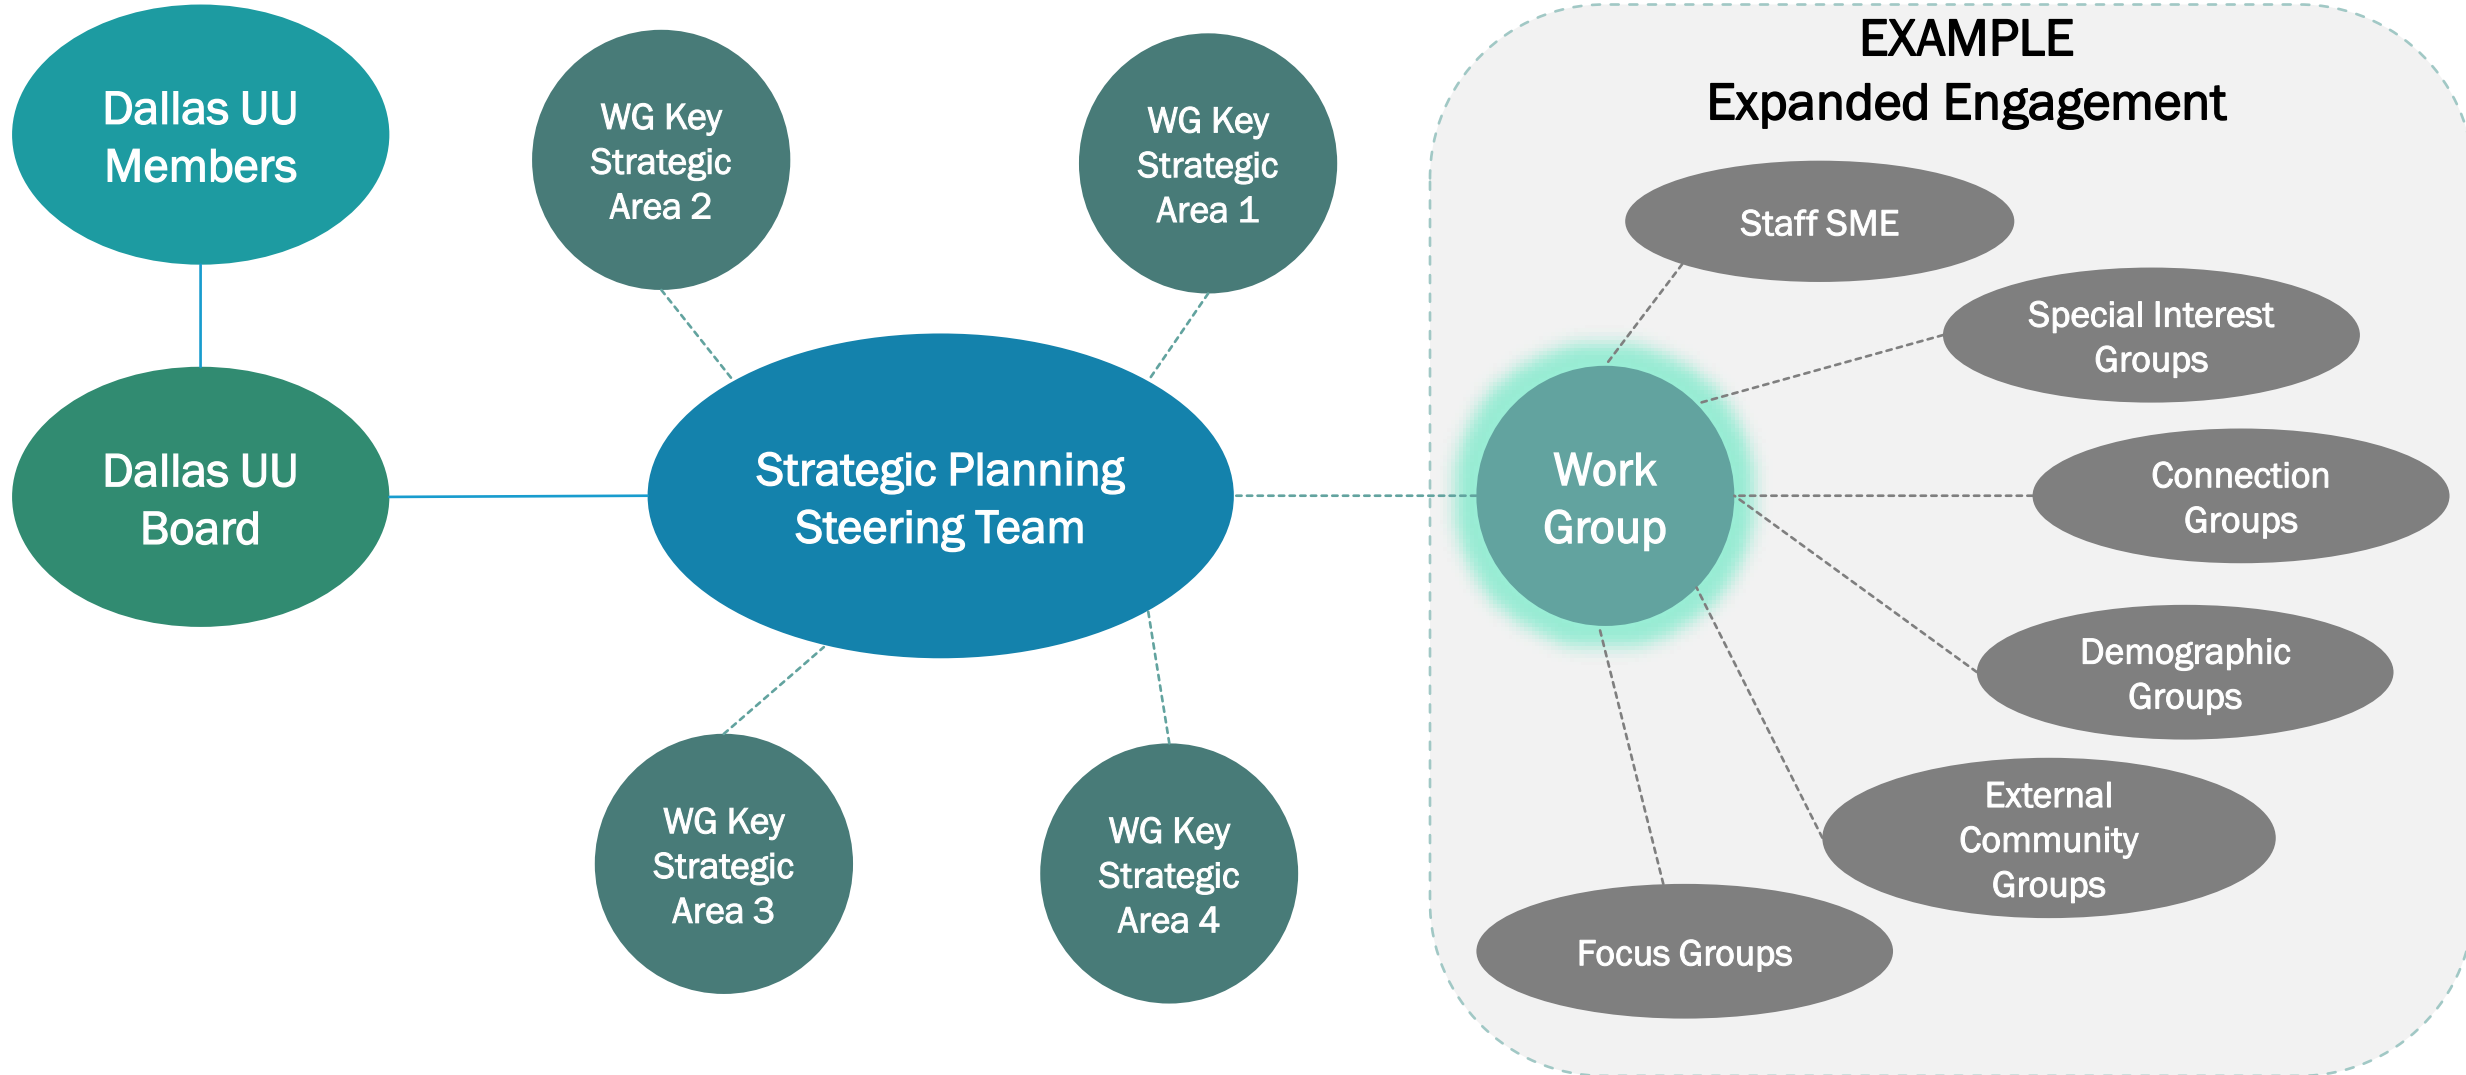 Dallas UU
Members
Dallas UU
Board
WG Key
Strategic
Area 2
WG Key
Strategic
Area 1
Strategic Planning
Steering Team
WG Key
Strategic
Area 3
WG Key
Strategic
Area 4
EXAMPLE
Expanded Engagement
Work
Group
Staff SME
Special Interest
Groups
Connection
Groups
Demographic
Groups
External
Community
Groups
Focus Groups